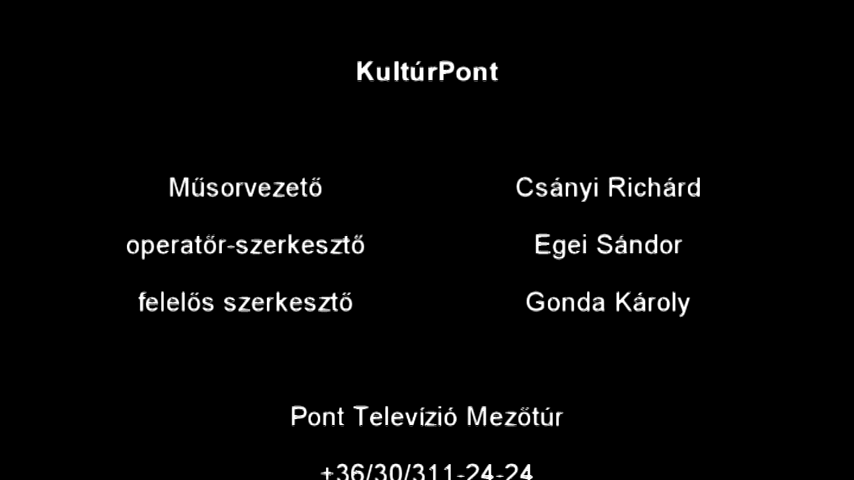 KultúrPont
Műsorvezető Csányi Richárd
operatőr-szerkesztő Egei Sándor
felelős szerkesztő Gonda Károly
Pont Televízió Mezőtúr
+36/30/311-24-24